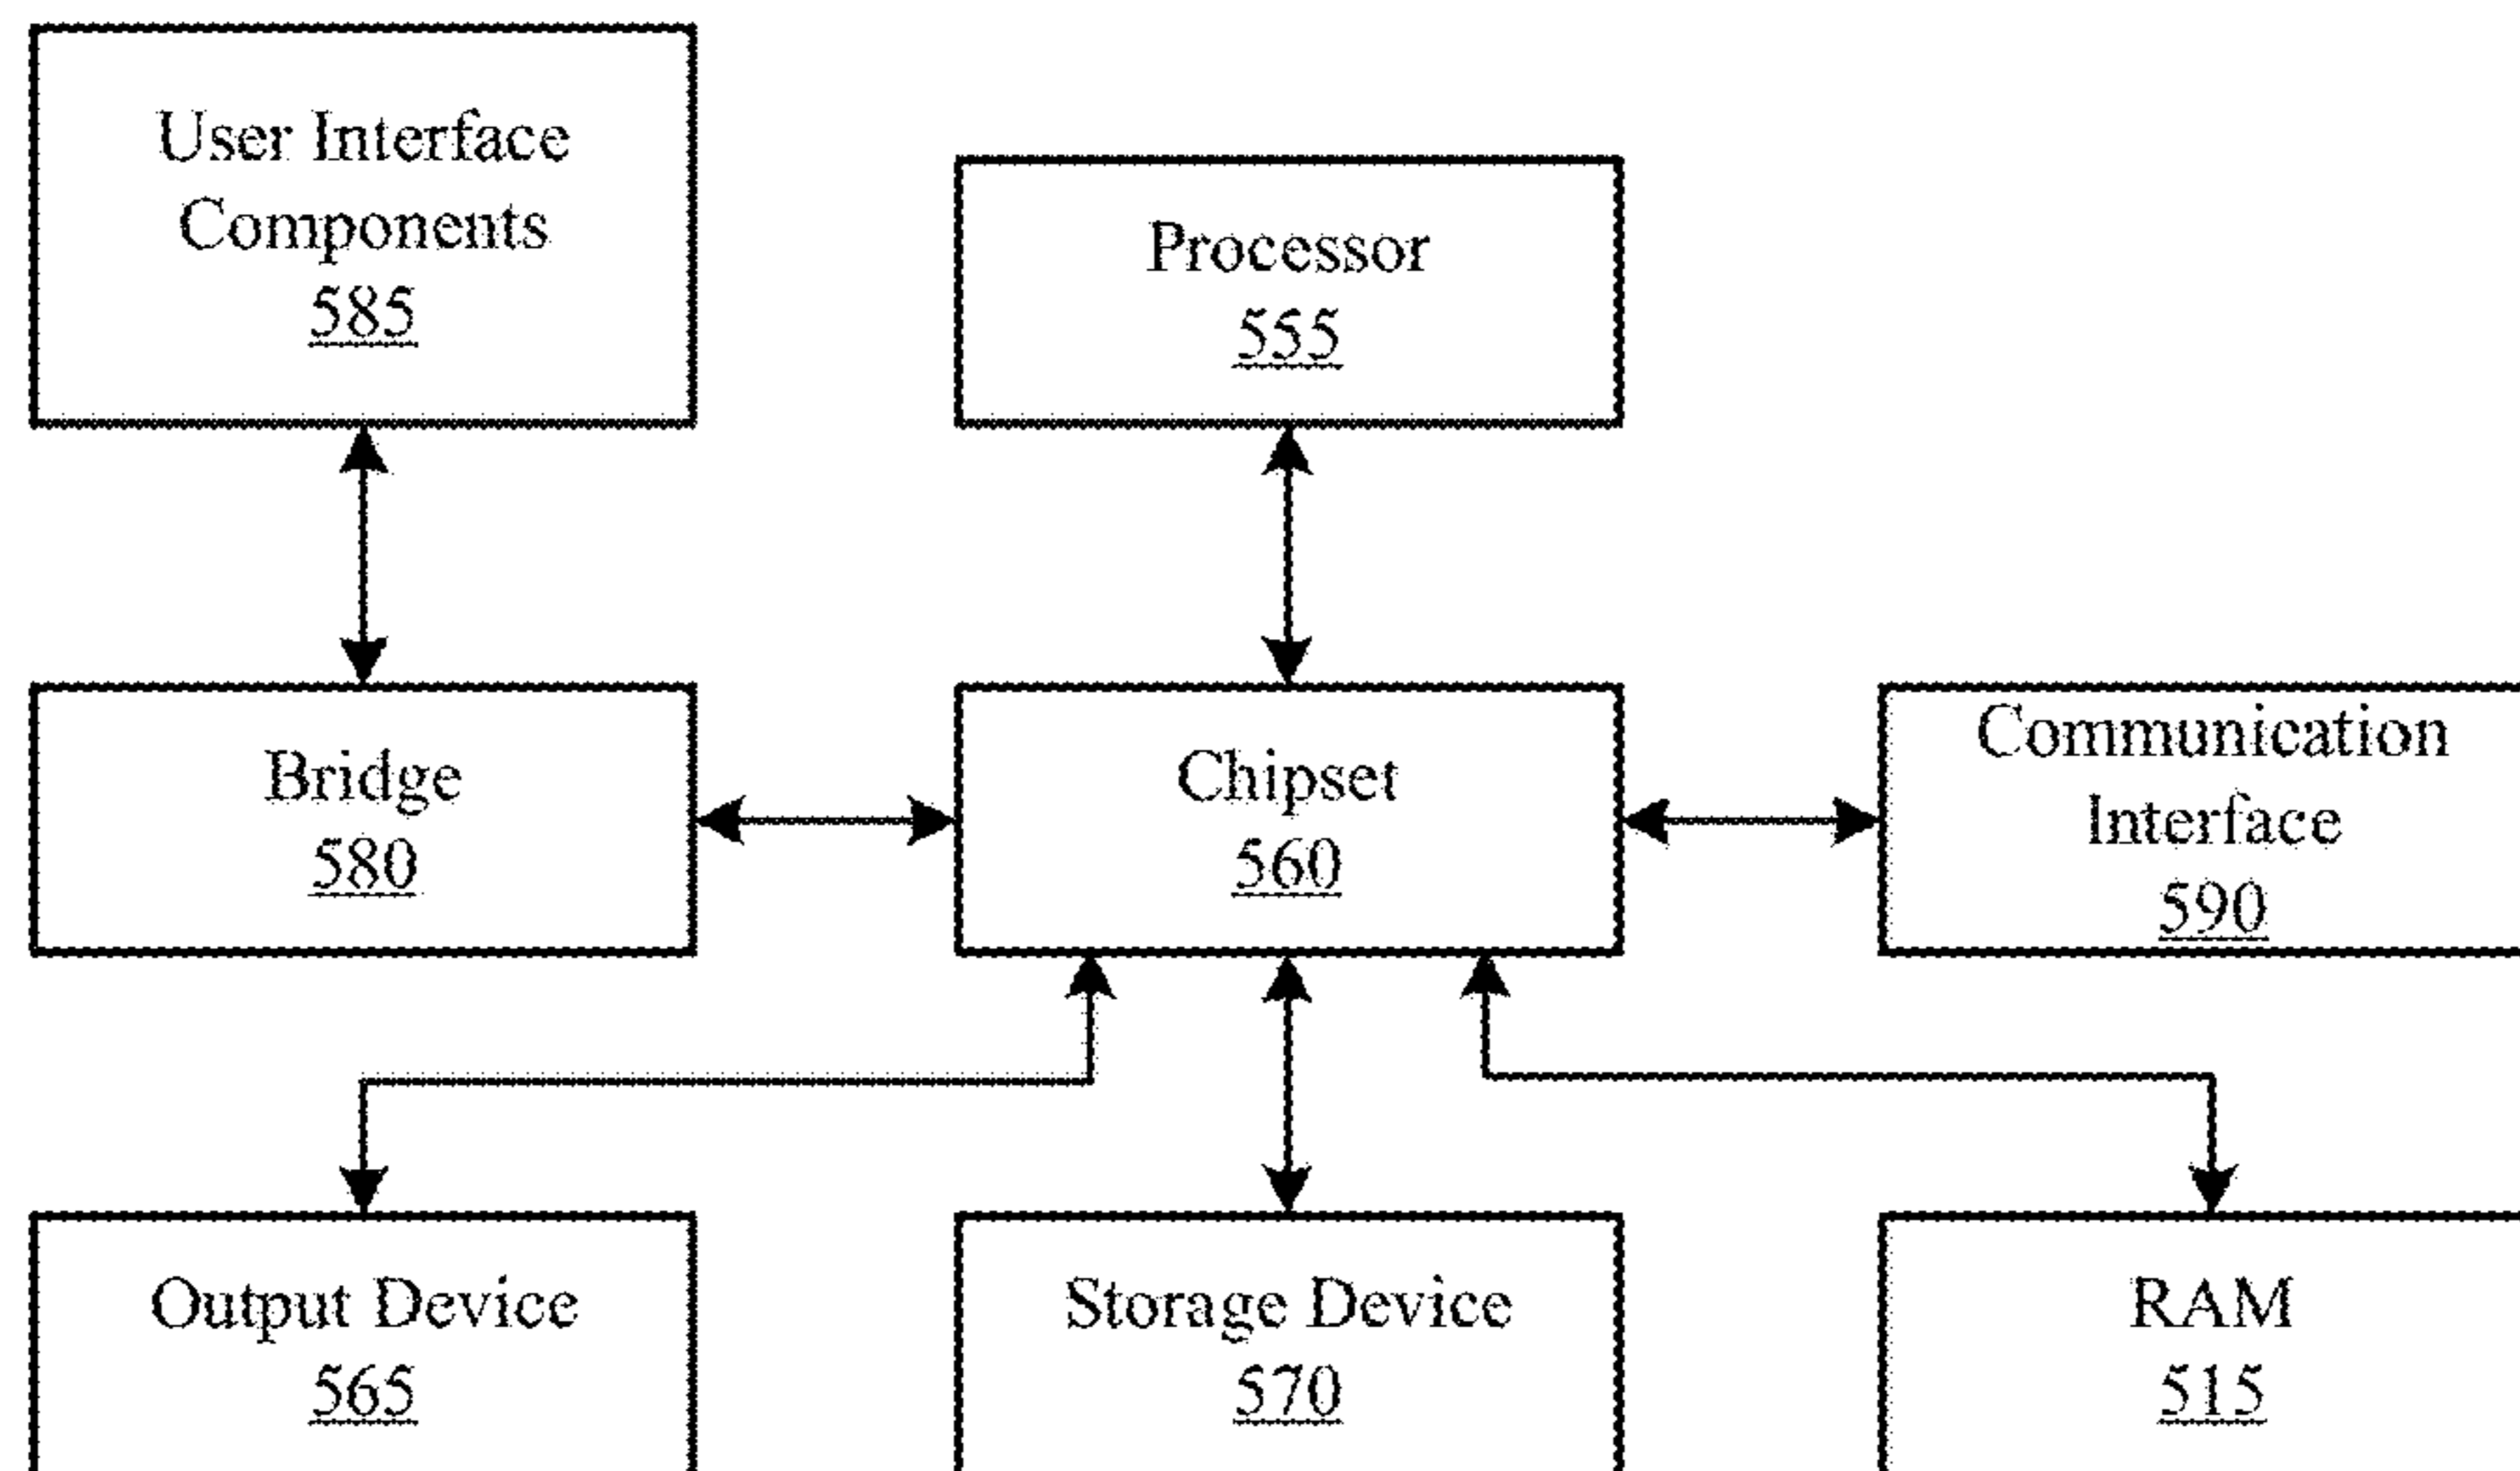 User Interface
Components
585
Processor
555
Bridge
580
Chipset
560
Communication
Interface
590
Output Device
565
Storage Device
570
RAM
515